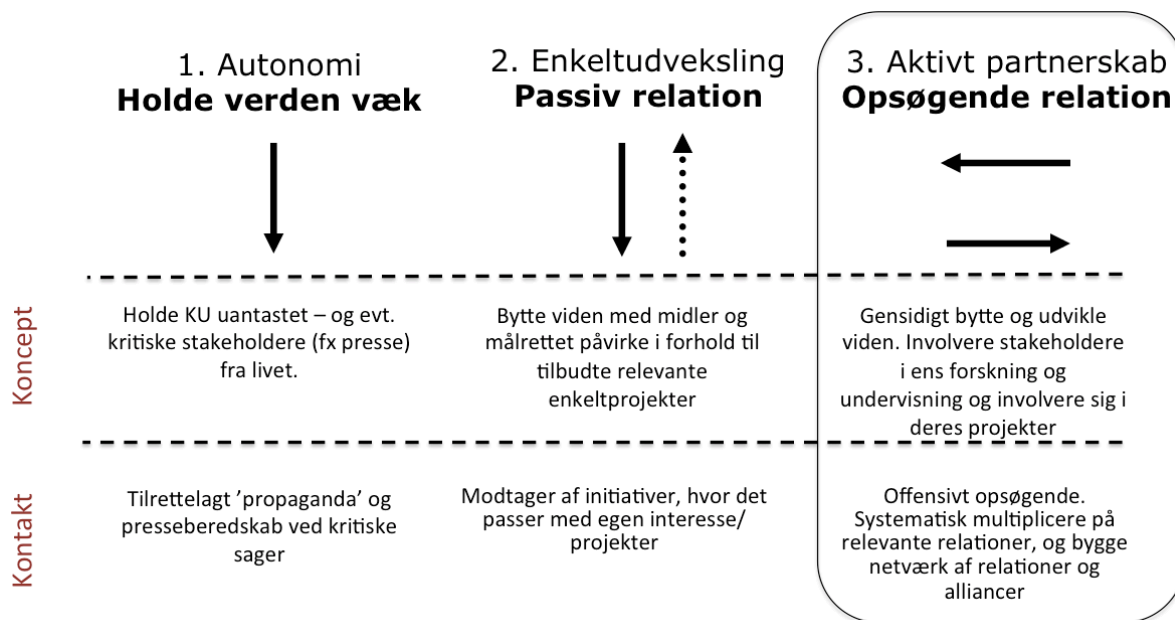 1. Autonomi
Holde verden væk
2. Enkeltudveksling
Passiv relation
3. Aktivt partnerskab
Opsøgende relation
Koncept
Holde KU uantastet – og evt.
kritiske stakeholdere (fx presse)
fra livet.
Bytte viden med midler og
målrettet påvirke i forhold til
tilbudte relevante
enkeltprojekter
Gensidigt bytte og udvikle
viden. Involvere stakeholdere
i ens forskning og
undervisning og involvere sig i
deres projekter
Kontakt
Tilrettelagt ’propaganda’ og
presseberedskab ved kritiske
sager
Modtager af initiativer, hvor det
passer med egen interesse/
projekter
Offensivt opsøgende.
Systematisk multiplicere på
relevante relationer, og bygge
netværk af relationer og
alliancer